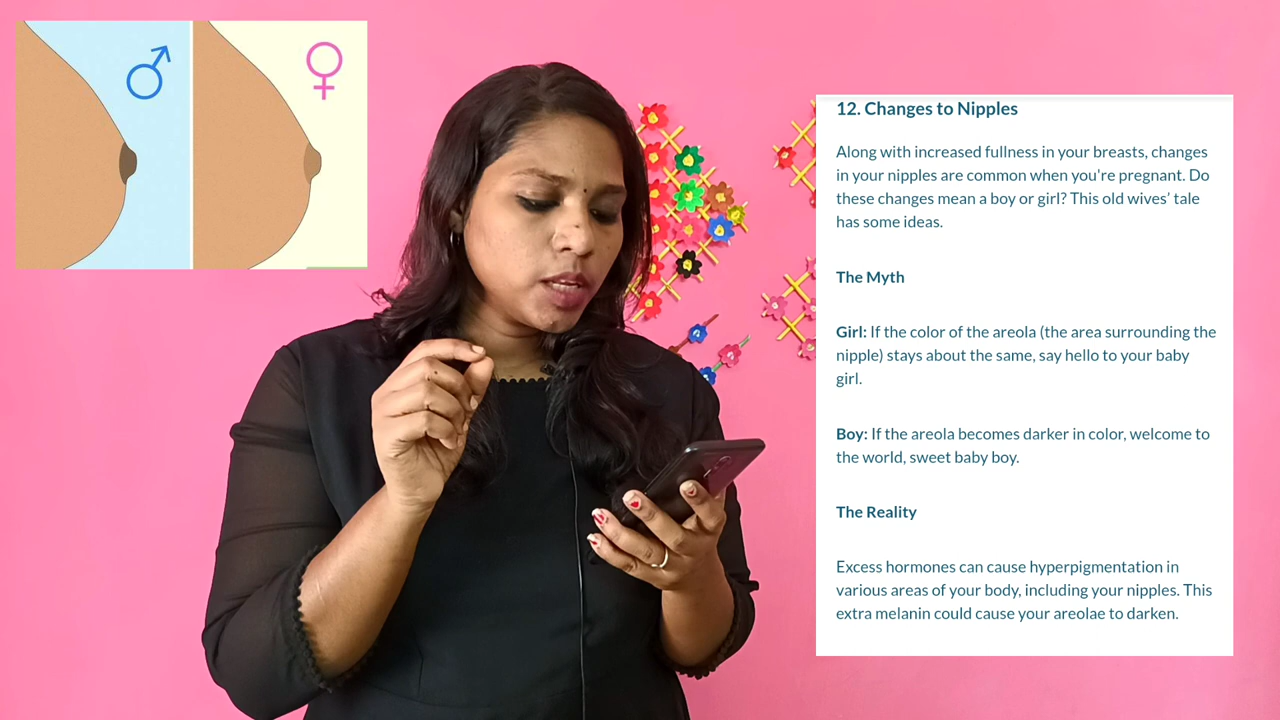 12. Changes to Nipples
Along with increased fullness in your breasts, changes
in your nipples are common when you're pregnant. Do
these changes mean a boy or girl? This old wives’ tale
has some ideas.
The Myth
Girl: If the color of the areola (the area surrounding the
nipple) stays about the same, say hello to your baby
girl.
Boy: If the areola becomes darker in color, welcome to
the world, sweet baby boy.
The Reality
Excess hormones can cause hyperpigmentation in
various areas of your body, including your nipples. This
extra melanin could cause your areolae to darken.